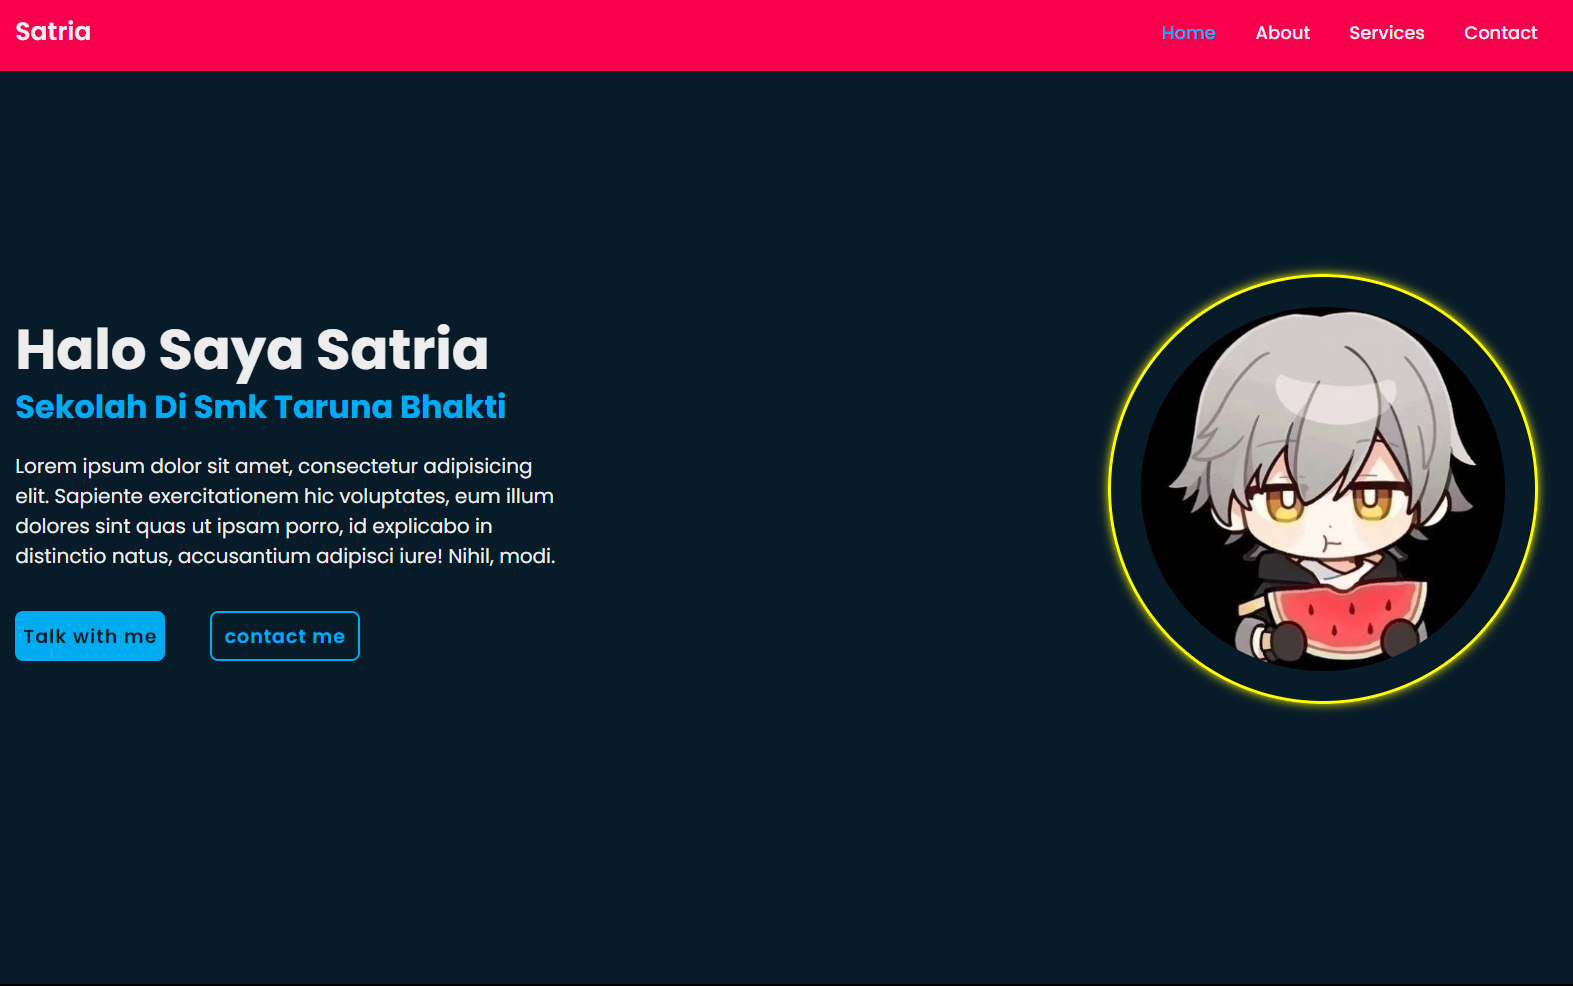 Satria
Home About Services Contact
Halo Saya Satria
Sekolah Di Smk Taruna Bhakti
Lorem ipsum dolor sit amet, consectetur adipisicing
elit. Sapiente exercitationem hic voluptates, eum illum
dolores sint quas ut ipsam porro, id explicabo in
distinctio natus, accusantium adipisci iure! Nihil, modi.
Talk with me
contact me